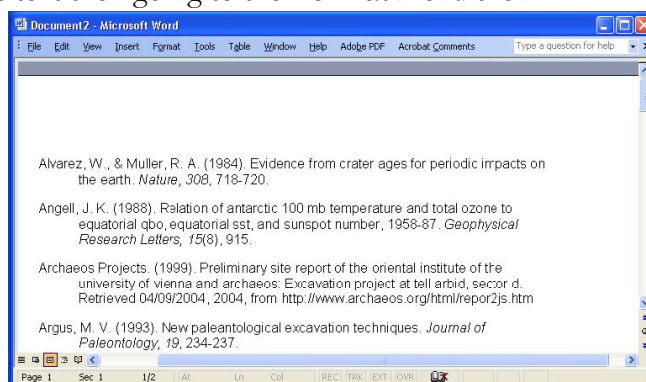 Document2 - Microsoft Word
File Edit View Insert Format Tools Table Window Help Adobe PDF Acrobat Comments Type a question for help
Alvarez, W., & Muller, R. A. (1984). Evidence from crater ages for periodic impacts on
the earth. Nature, 308, 718-720.
Angell, J. K. (1988). Relation of antarctic 100 mb temperature and total ozone to
equatorial qbo, equatorial sst, and sunspot number, 1958-87. Geophysical
Research Letters, 15(8), 915.
Archaeos Projects. (1999). Preliminary site report of the oriental institute of the
university of vienna and archaeos: Excavation project at tell arbid, sector d.
Retrieved 04/09/2004, 2004, from http://www.archaeos.org/html/repor2js.htm
Argus, M. V. (1993). New paleantological excavation techniques. Journal of
Paleontology, 19, 234-237.
Page 1 Sec 1 1/2 At Ln Col REC TRK EXT OVR